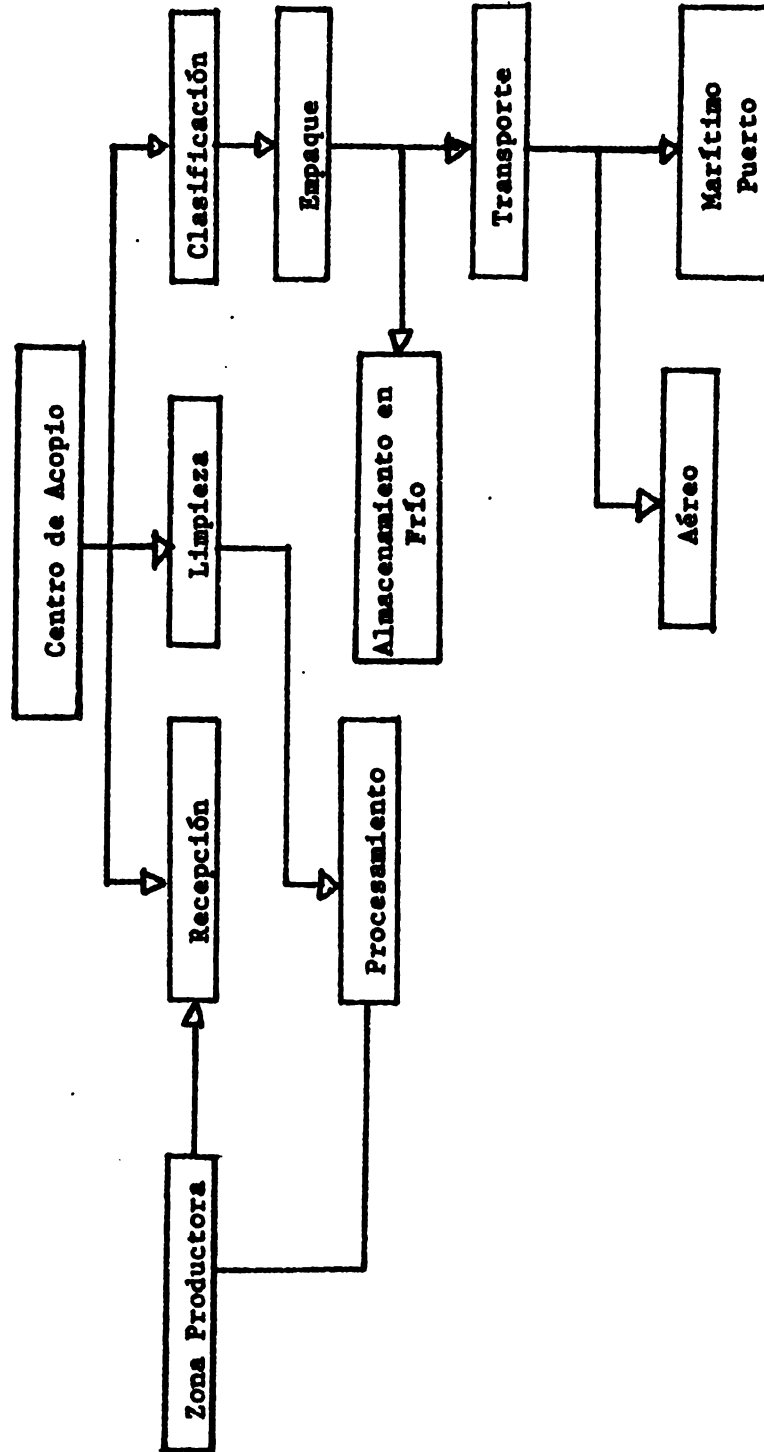 Centro de Acopio
Zona Productora
Recepción
Limpieza
Clasificación
Empaque
Procesamiento
Almacenamiento en
Frío
Transporte
Aéreo
Marítimo
Puerto